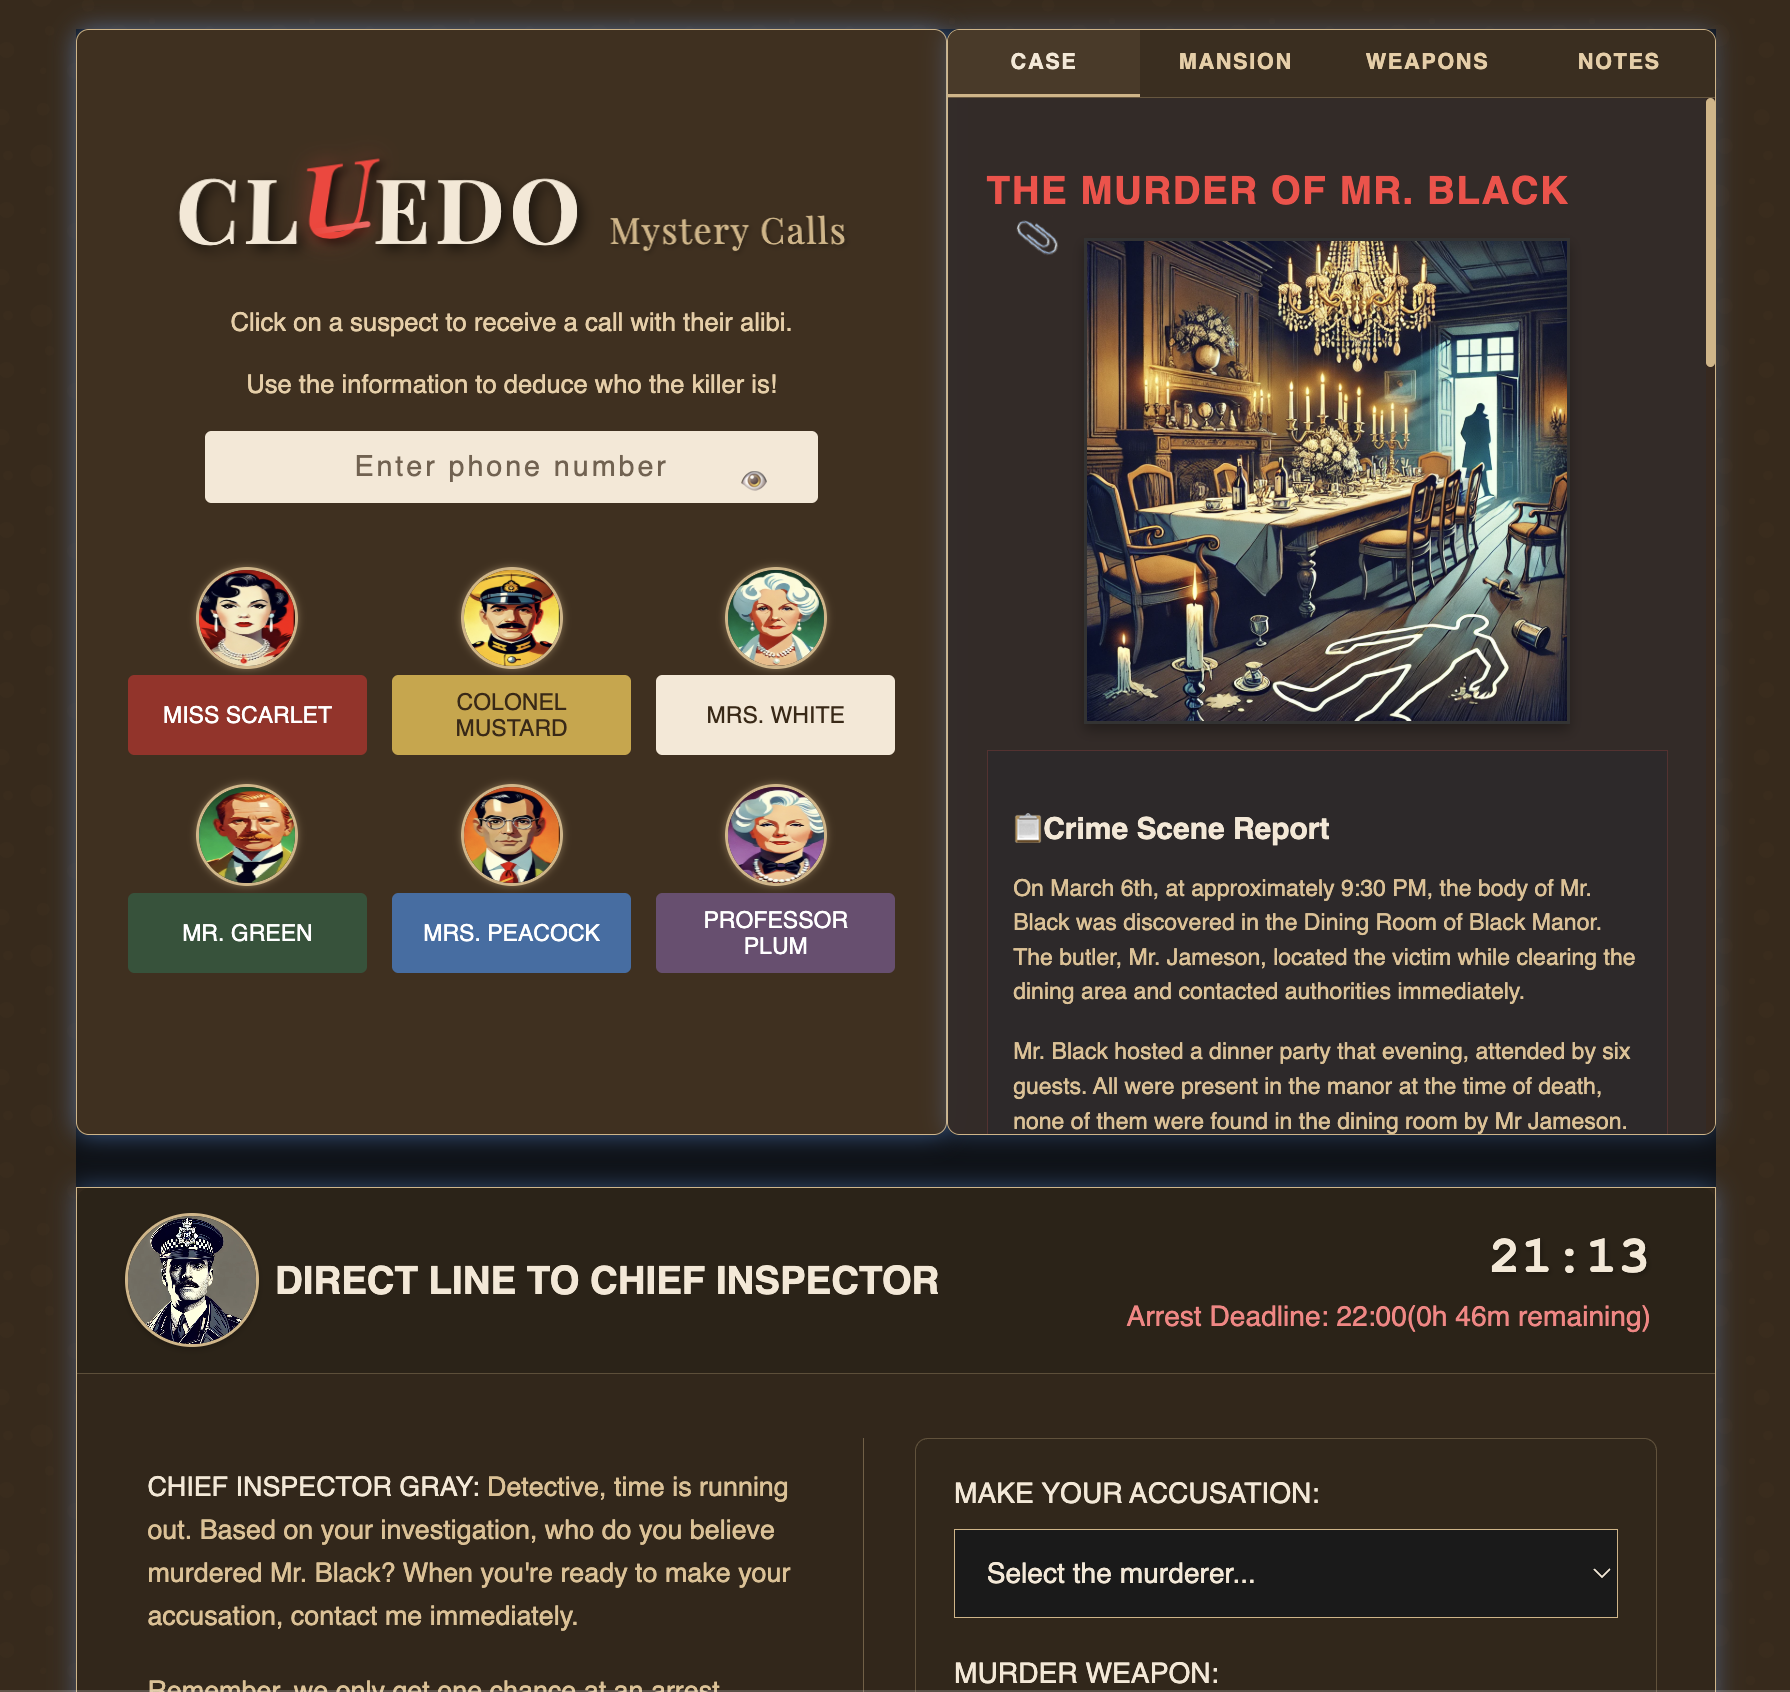 CLUEDO Mystery Calls
Click on a suspect to receive a call with their alibi.
Use the information to deduce who the killer is!
Enter phone number
MISS SCARLET
COLONEL
MUSTARD
MRS. WHITE
MR. GREEN
MRS. PEACOCK
PROFESSOR
PLUM
CASE
MANSION
WEAPONS
NOTES
THE MURDER OF MR. BLACK
Crime Scene Report
On March 6th, at approximately 9:30 PM, the body of Mr.
Black was discovered in the Dining Room of Black Manor.
The butler, Mr. Jameson, located the victim while clearing the
dining area and contacted authorities immediately.
Mr. Black hosted a dinner party that evening, attended by six
guests. All were present in the manor at the time of death,
none of them were found in the dining room by Mr Jameson.
DIRECT LINE TO CHIEF INSPECTOR
21:13
Arrest Deadline: 22:00(0h 46m remaining)
CHIEF INSPECTOR GRAY: Detective, time is running
out. Based on your investigation, who do you believe
murdered Mr. Black? When you're ready to make your
accusation, contact me immediately.
Remember, we only get one chance at an arrest.
MAKE YOUR ACCUSATION:
Select the murderer...
MURDER WEAPON: